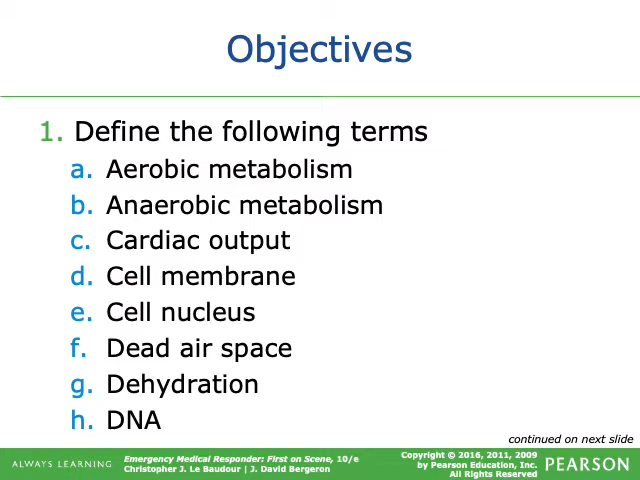 Objectives
1. Define the following terms
a. Aerobic metabolism
b. Anaerobic metabolism
c. Cardiac output
d. Cell membrane
e. Cell nucleus
f. Dead air space
g. Dehydration
h. DNA
continued on next slide
ALWAYS LEARNING
Emergency Medical Responder: First on Scene, 10/e
Christopher J. Le Baudour | J. David Bergeron
Copyright © 2016, 2011, 2009
by Pearson Education, Inc.
All Rights Reserved
PEARSON